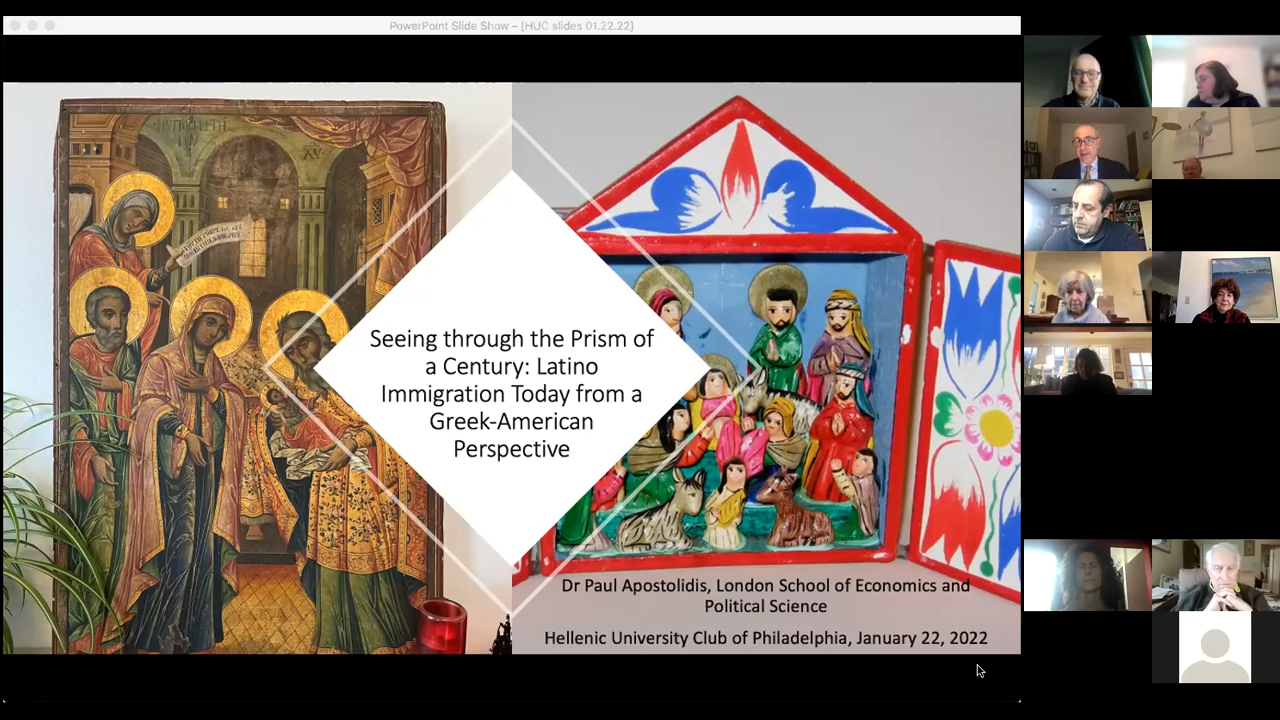 PowerPoint Slide Show – [HUC slides 01.22.22]
Seeing through the Prism of
a Century: Latino
Immigration Today from a
Greek-American
Perspective
Dr Paul Apostolidis, London School of Economics and
Political Science
Hellenic University Club of Philadelphia, January 22, 2022